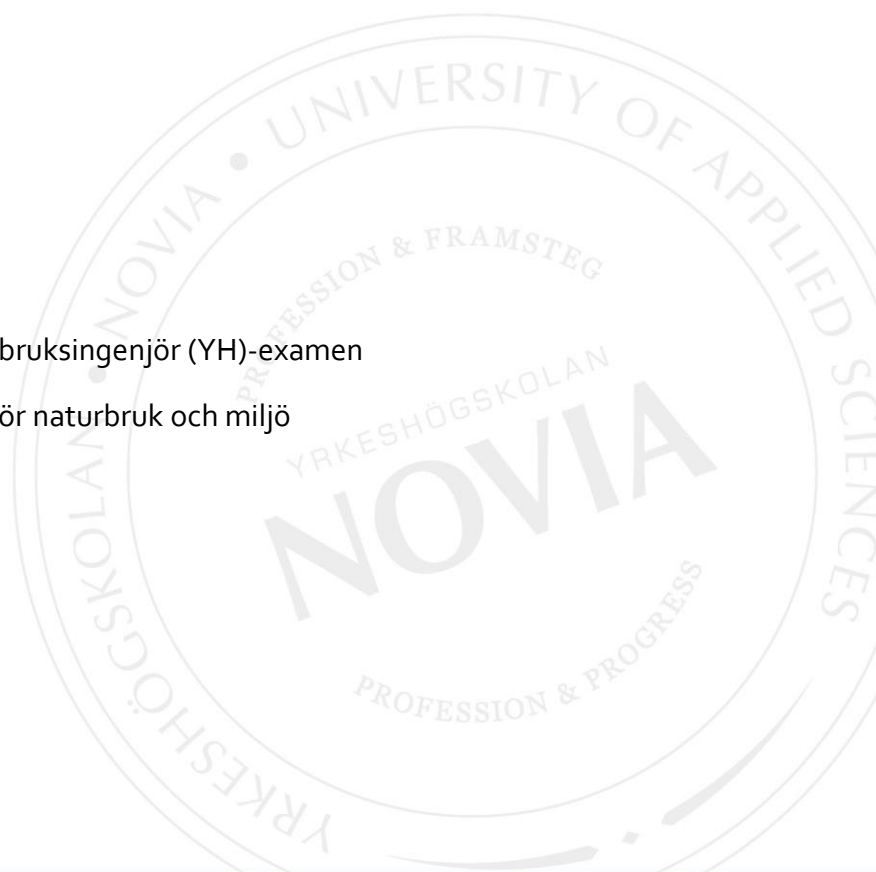 bruksingenjör (YH)-examen
ör naturbruk och miljö
YRKESHÖGSKOLAN • NOVIA • UNIVERSITY OF APPLIED SCIENCES
PROFESSION & FRAMSTEG
YRKESHÖGSKOLAN
NOVIA
PROFESSION & PROGRESS